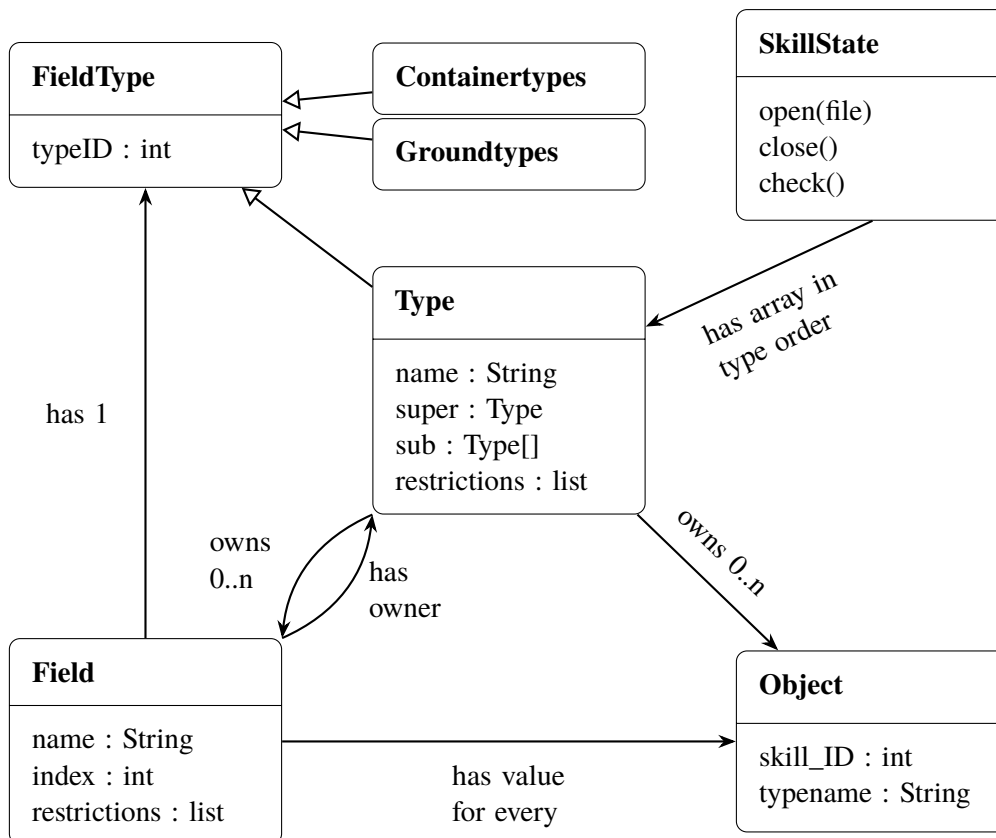 FieldType
typeID : int
Containertypes
Groundtypes
SkillState
open(file)
close()
check()
Type
name : String
super : Type
sub : Type[]
restrictions : list
has array in
type order
has 1
owns
0..n
has
owner
owns 0..n
Field
name : String
index : int
restrictions : list
has value
for every
Object
skill_ID : int
typename : String